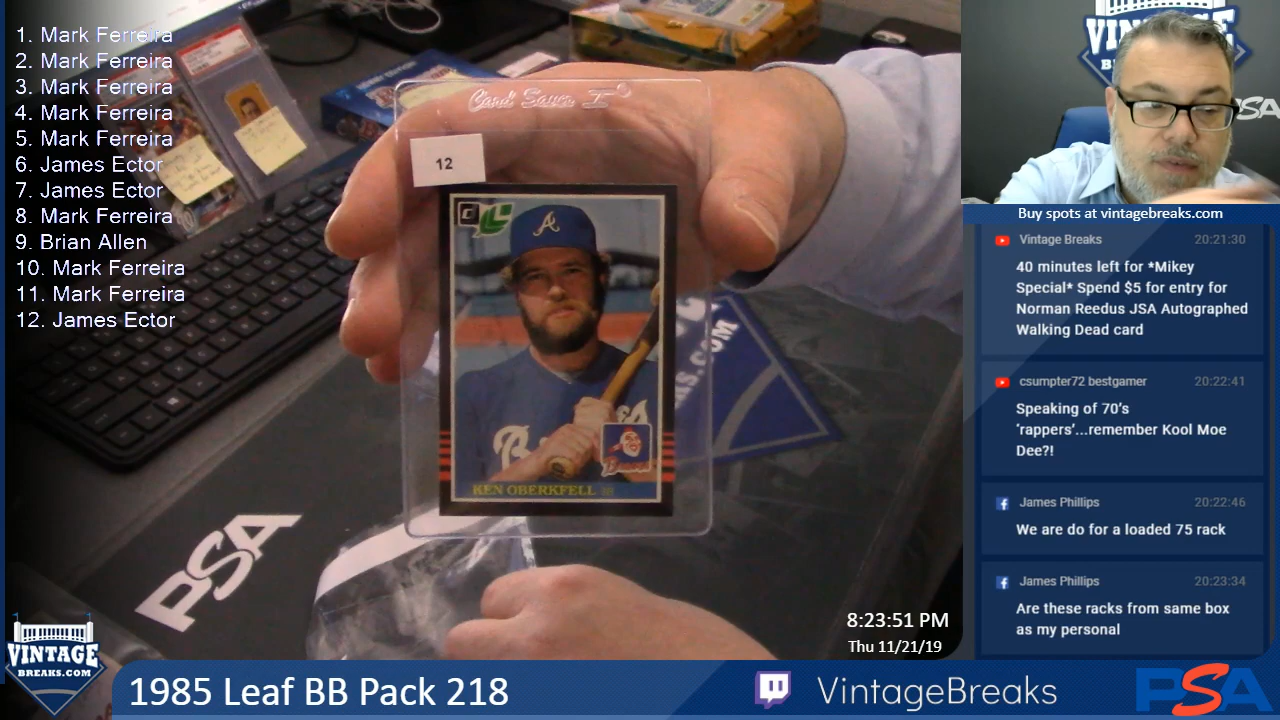 1. Mark Ferreira
2. Mark Ferreira
3. Mark Ferreira
4. Mark Ferreira
5. Mark Ferreira
6. James Ector
7. James Ector
8. Mark Ferreira
9. Brian Allen
10. Mark Ferreira
11. Mark Ferreira
12. James Ector
Card Saver I
12
A
KEN OBERKFELL 3B
Braves
PSA
VINTAGE
BREAKS.COM
1985 Leaf BB Pack 218
8:23:51 PM
Thu 11/21/19
VintageBreaks
PSA
VINTAGE
PSA
Buy spots at vintagebreaks.com
Vintage Breaks 20:21:30
40 minutes left for *Mikey
Special* Spend $5 for entry for
Norman Reedus JSA Autographed
Walking Dead card
csumpter72 bestgamer 20:22:41
Speaking of 70's
‘rappers’...remember Kool Moe
Dee?!
James Phillips 20:22:46
We are do for a loaded 75 rack
James Phillips 20:23:34
Are these racks from same box
as my personal